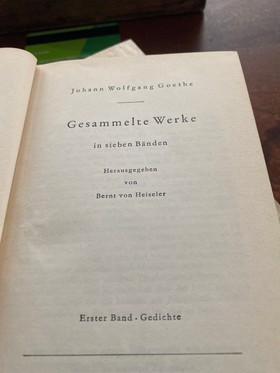 Johann Wolfgang Goethe
Gesammelte Werke
in sieben Bänden
Herausgegeben
von
Bernt von Heiseler
Erster Band • Gedichte